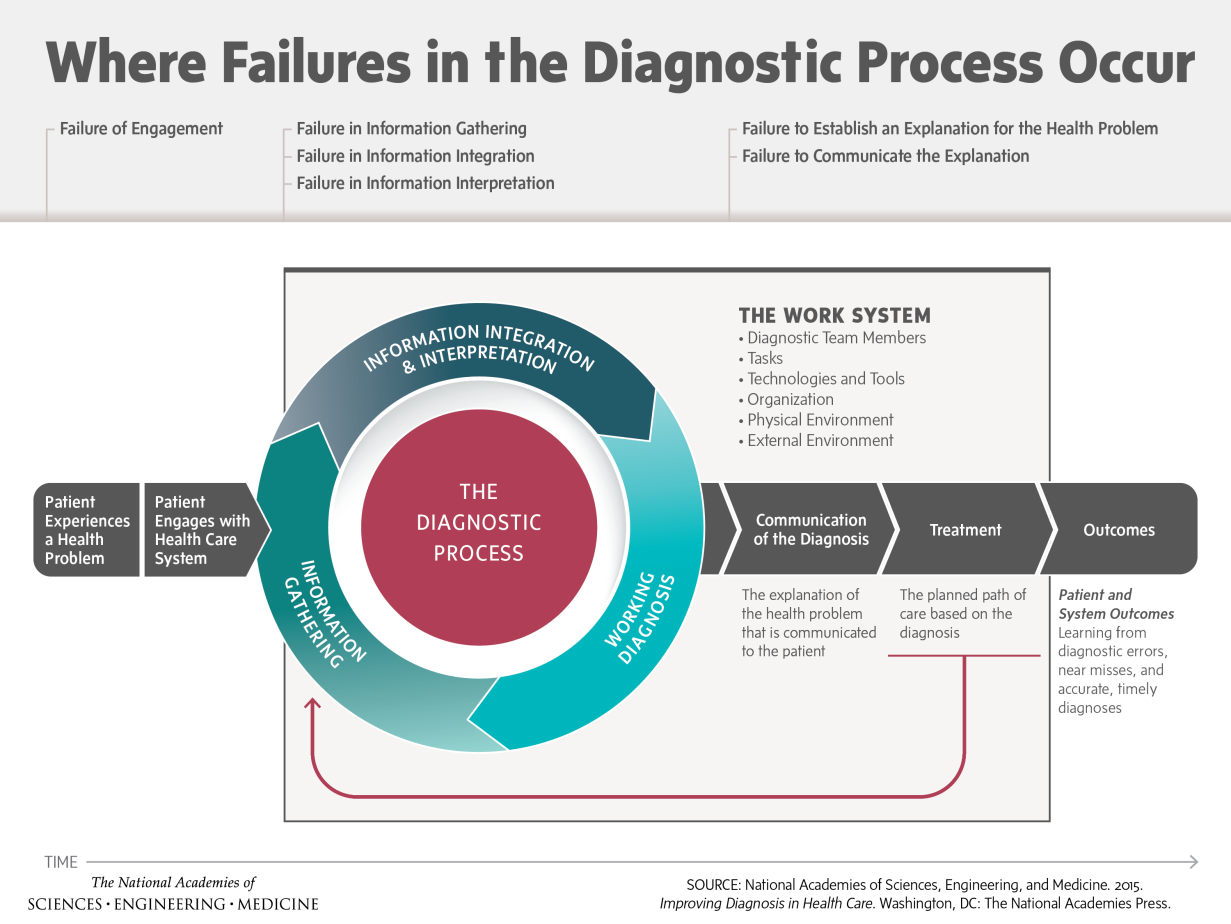 Where Failures in the Diagnostic Process Occur
Failure of Engagement
Failure in Information Gathering
Failure in Information Integration
Failure in Information Interpretation
Failure to Establish an Explanation for the Health Problem
Failure to Communicate the Explanation
Patient
Experiences
a Health
Problem
Patient
Engages with
Health Care
System
INFORMATION INTEGRATION
& INTERPRETATION
INFORMATION
GATHERING
WORKING
DIAGNOSIS
THE
DIAGNOSTIC
PROCESS
THE WORK SYSTEM
• Diagnostic Team Members
• Tasks
• Technologies and Tools
• Organization
• Physical Environment
• External Environment
Communication
of the Diagnosis
Treatment
Outcomes
The explanation of
the health problem
that is communicated
to the patient
The planned path of
care based on the
diagnosis
Patient and
System Outcomes
Learning from
diagnostic errors,
near misses, and
accurate, timely
diagnoses
TIME
The National Academies of
SCIENCES • ENGINEERING • MEDICINE
SOURCE: National Academies of Sciences, Engineering, and Medicine. 2015.
Improving Diagnosis in Health Care. Washington, DC: The National Academies Press.